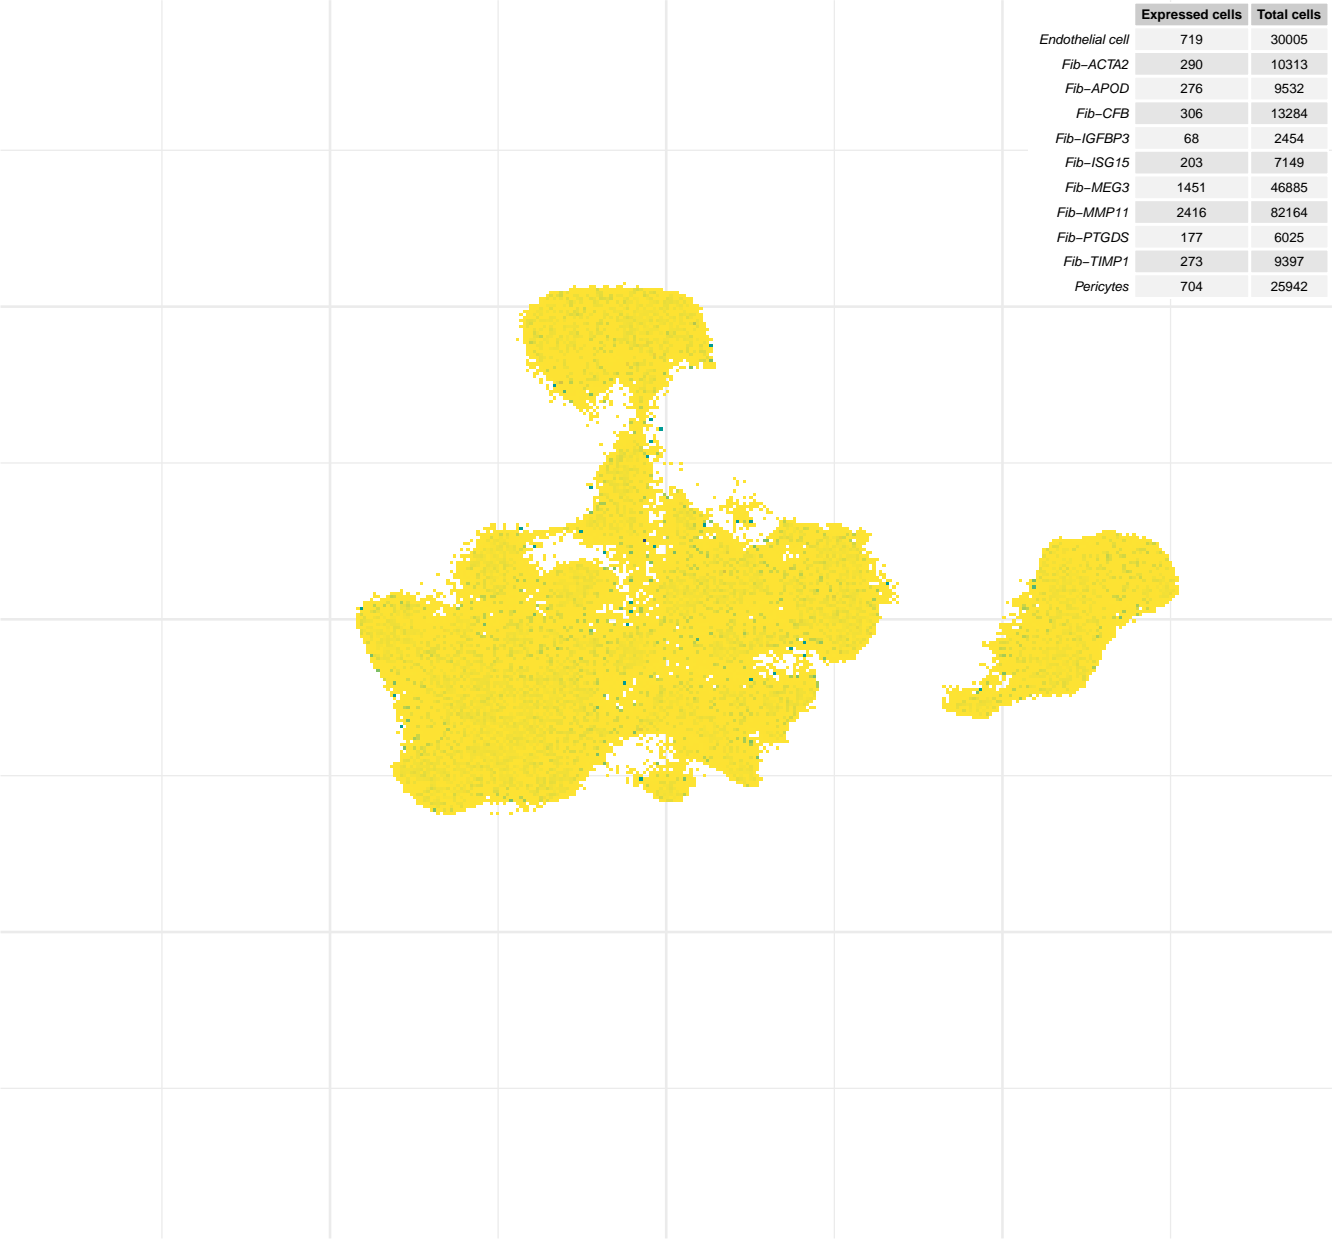 Expressed cells Total cells
Endothelial cell 719 30005
Fib−ACTA2 290 10313
Fib−APOD 276 9532
Fib−CFB 306 13284
Fib−IGFBP3 68 2454
Fib−ISG15 203 7149
Fib−MEG3 1451 46885
Fib−MMP11 2416 82164
Fib−PTGDS 177 6025
Fib−TIMP1 273 9397
Pericytes 704 25942